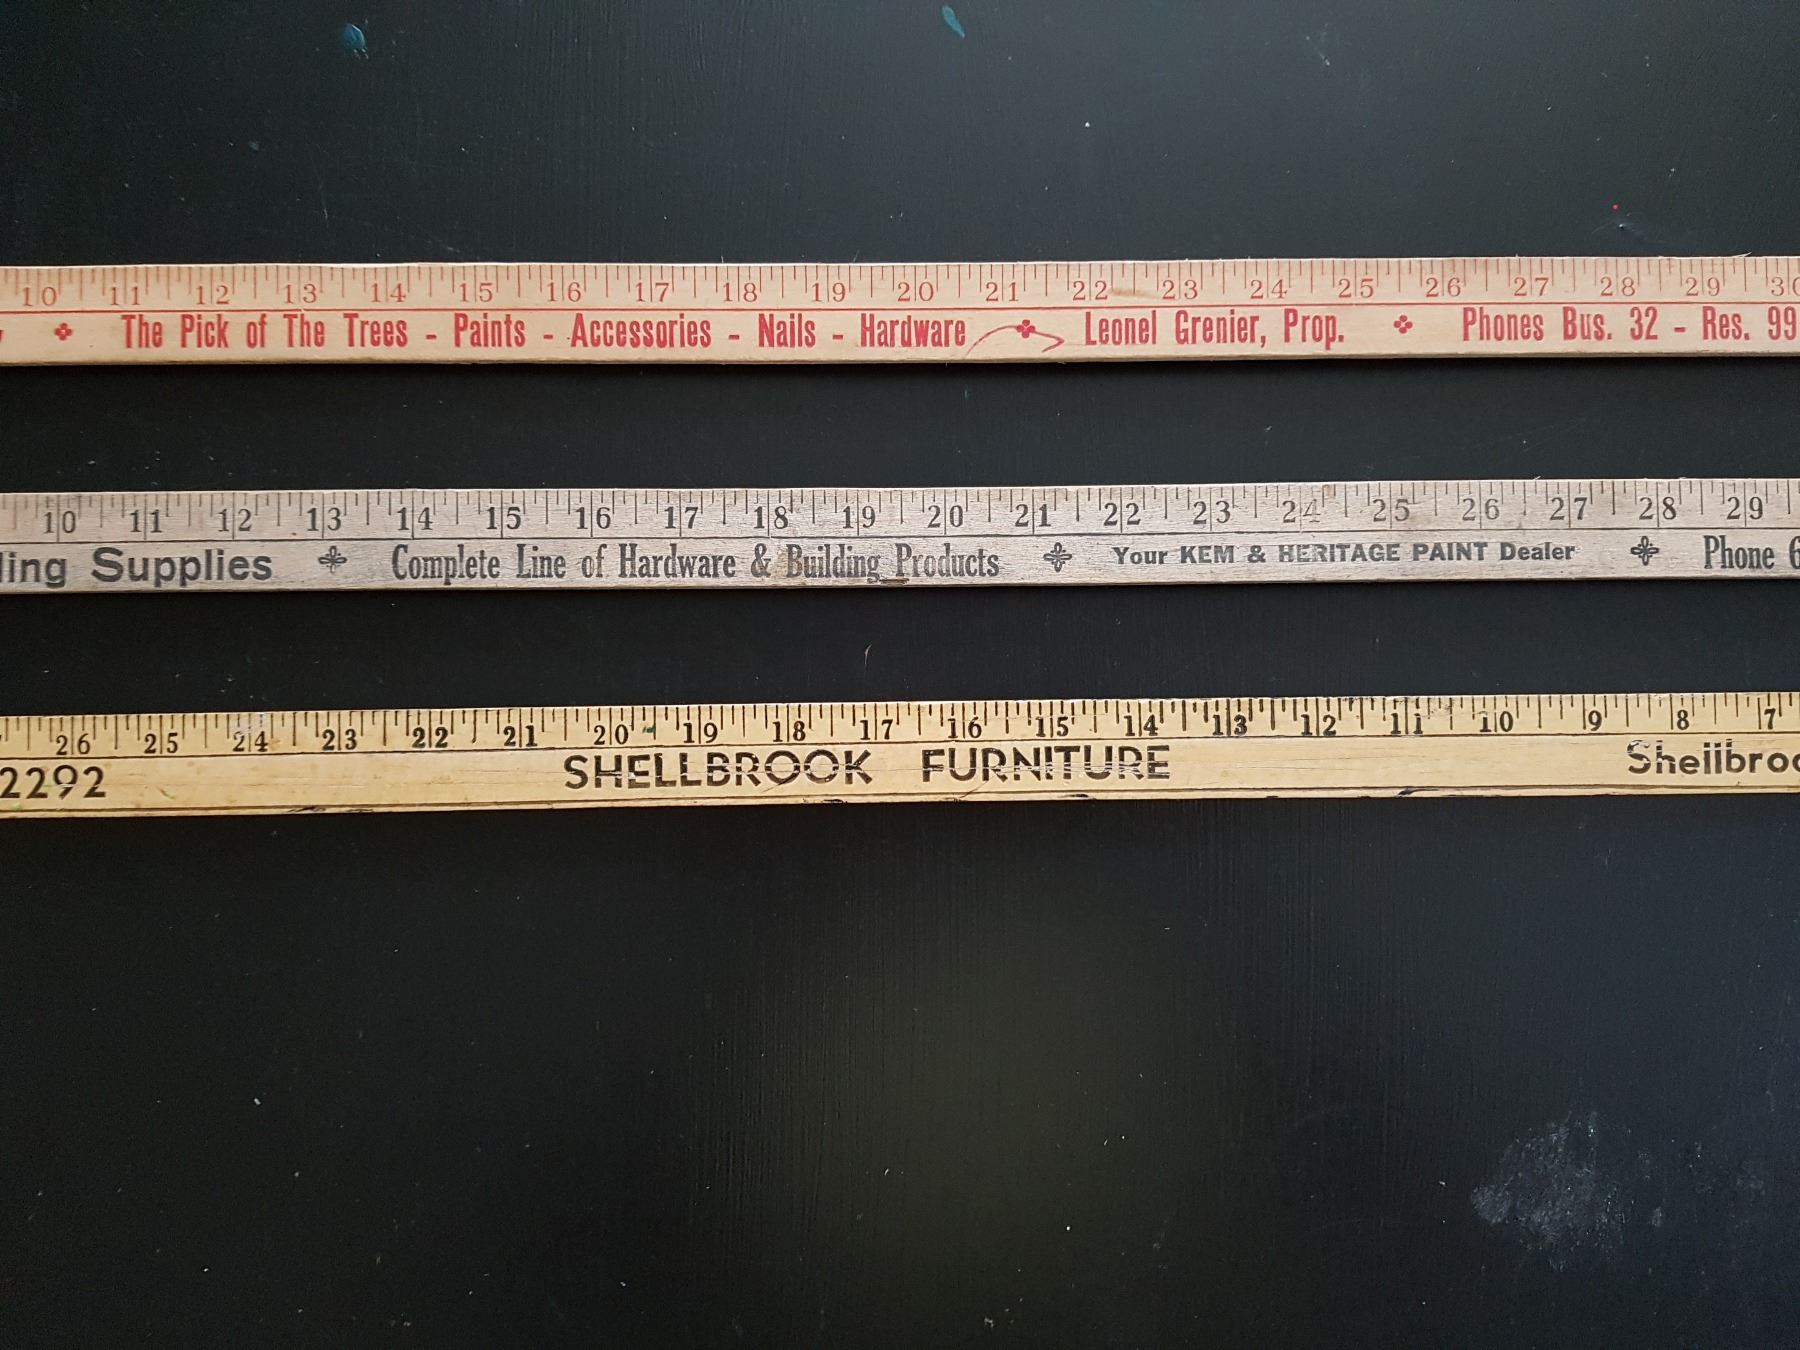 10 11 12 13 14 15 16 17 18 19 20 21 22 23 24 25 26 27 28 29 30
The Pick of The Trees - Paints - Accessories - Nails - Hardware Leonel Grenier, Prop. Phones Bus. 32 - Res. 99
10 11 12 13 14 15 16 17 18 19 20 21 22 23 24 25 26 27 28 29
ling Supplies Complete Line of Hardware & Building Products Your KEM & HERITAGE PAINT Dealer Phone 6
26 25 24 23 22 21 20 19 18 17 16 15 14 13 12 11 10 9 8 7
2292 SHELLBROOK FURNITURE Shellbroo